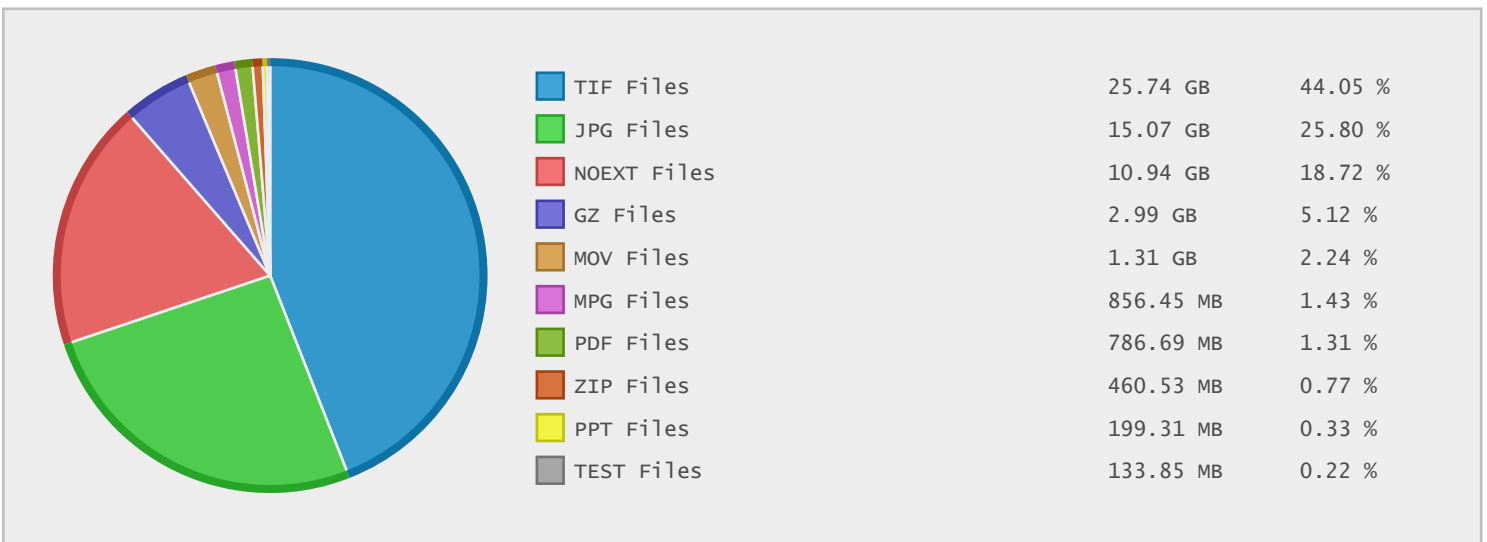 TIF Files 25.74 GB 44.05 %
JPG Files 15.07 GB 25.80 %
NOEXT Files 10.94 GB 18.72 %
GZ Files 2.99 GB 5.12 %
MOV Files 1.31 GB 2.24 %
MPG Files 856.45 MB 1.43 %
PDF Files 786.69 MB 1.31 %
ZIP Files 460.53 MB 0.77 %
PPT Files 199.31 MB 0.33 %
TEST Files 133.85 MB 0.22 %